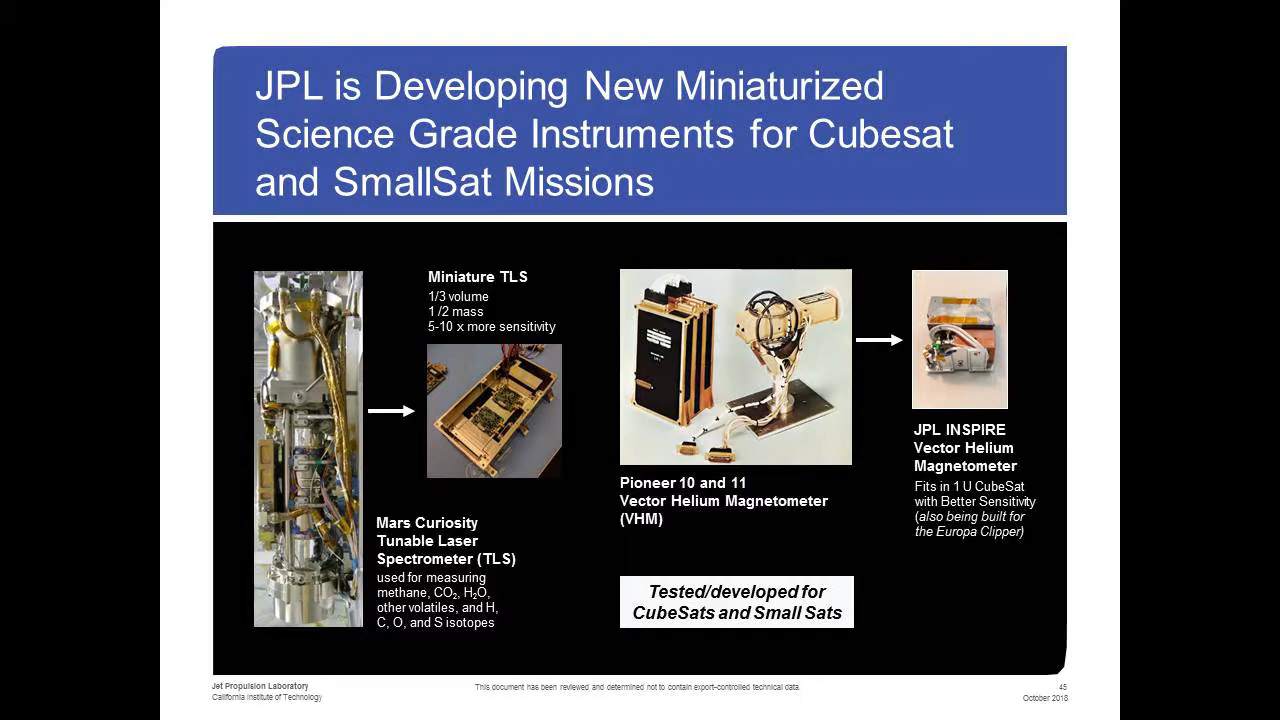 JPL is Developing New Miniaturized
Science Grade Instruments for Cubesat
and SmallSat Missions
Miniature TLS
1/3 volume
1 /2 mass
5-10 x more sensitivity
Mars Curiosity
Tunable Laser
Spectrometer (TLS)
used for measuring
methane, CO₂, H₂O,
other volatiles, and H,
C, O, and S isotopes
Pioneer 10 and 11
Vector Helium Magnetometer
(VHM)
JPL INSPIRE
Vector Helium
Magnetometer
Fits in 1 U CubeSat
with Better Sensitivity
(also being built for
the Europa Clipper)
Tested/developed for
CubeSats and Small Sats
Jet Propulsion Laboratory
California Institute of Technology
This document has been reviewed and determined not to contain export-controlled technical data
45
October 2018